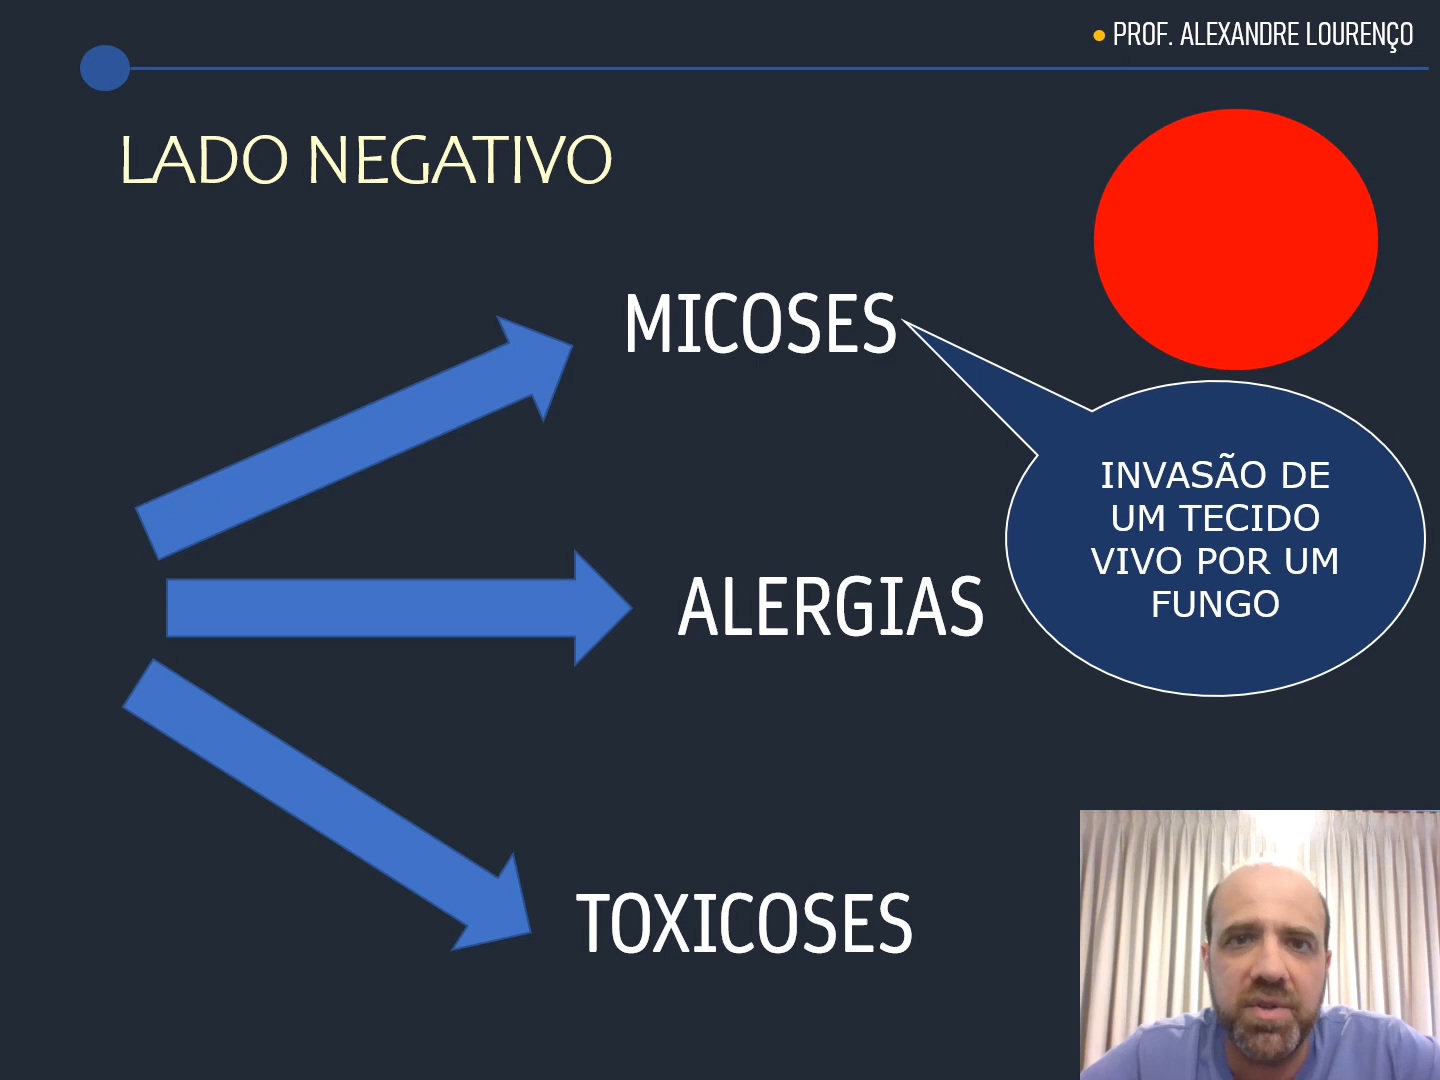 PROF. ALEXANDRE LOURENÇO
LADO NEGATIVO
MICOSES
INVASÃO DE
UM TECIDO
VIVO POR UM
FUNGO
ALERGIAS
TOXICOSES